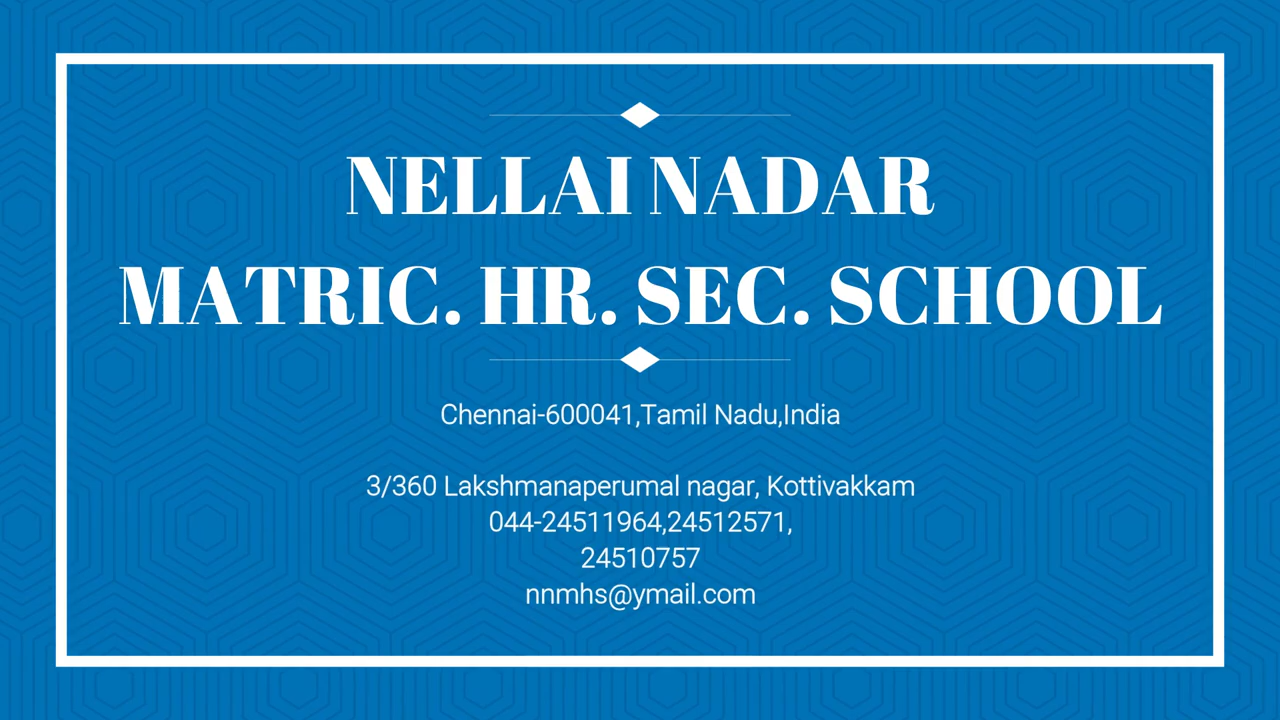 NELLAI NADAR
MATRIC. HR. SEC. SCHOOL
Chennai-600041,Tamil Nadu,India
3/360 Lakshmanaperumal nagar, Kottivakkam
044-24511964,24512571,
24510757
nnmhs@ymail.com